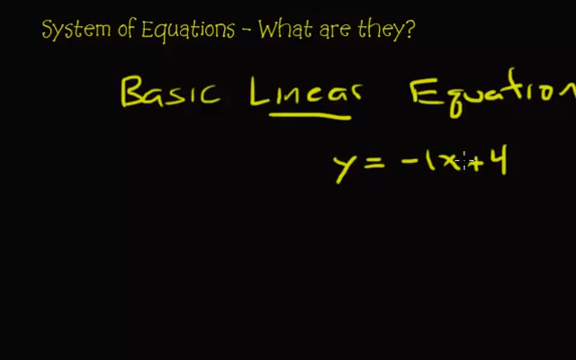 System of Equations - What are they?
Basic Linear Equation
y = -1x + 4